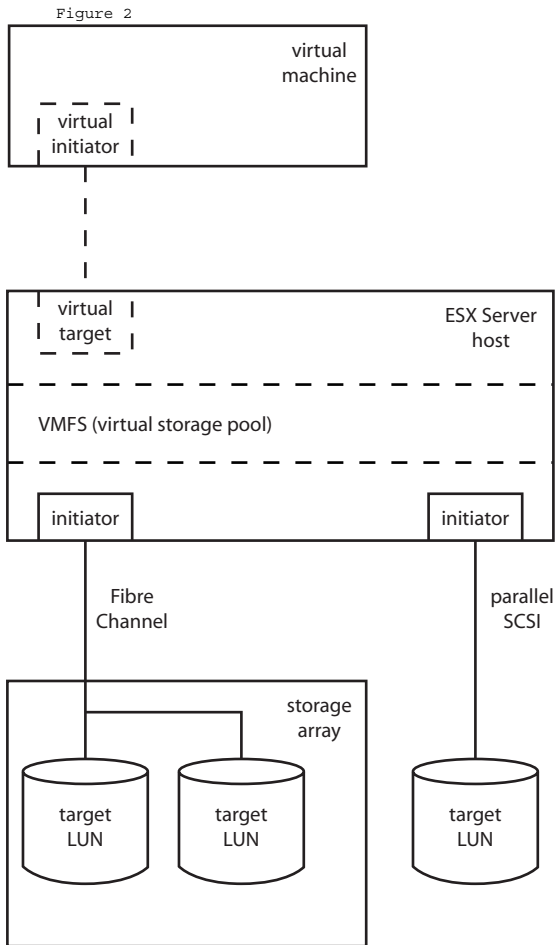 Figure 2
virtual
machine
virtual
initiator
virtual
target
ESX Server
host
VMFS (virtual storage pool)
initiator
initiator
Fibre
Channel
parallel
SCSI
storage
array
target
LUN
target
LUN
target
LUN